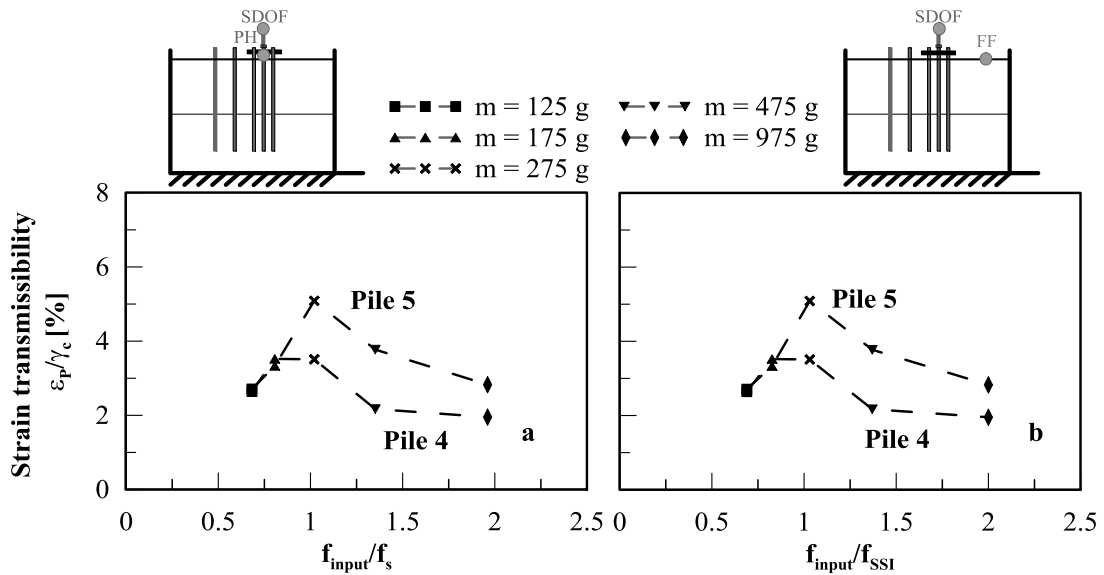 SDOF
PH
SDOF
FF
m = 125 g
m = 175 g
m = 275 g
m = 475 g
m = 975 g
Strain transmissibility
εP/γc [%]
8
6
4
2
0
Pile 5
Pile 4
a
0 0.5 1 1.5 2 2.5
finput/fs
Pile 5
Pile 4
b
0 0.5 1 1.5 2 2.5
finput/fSSI